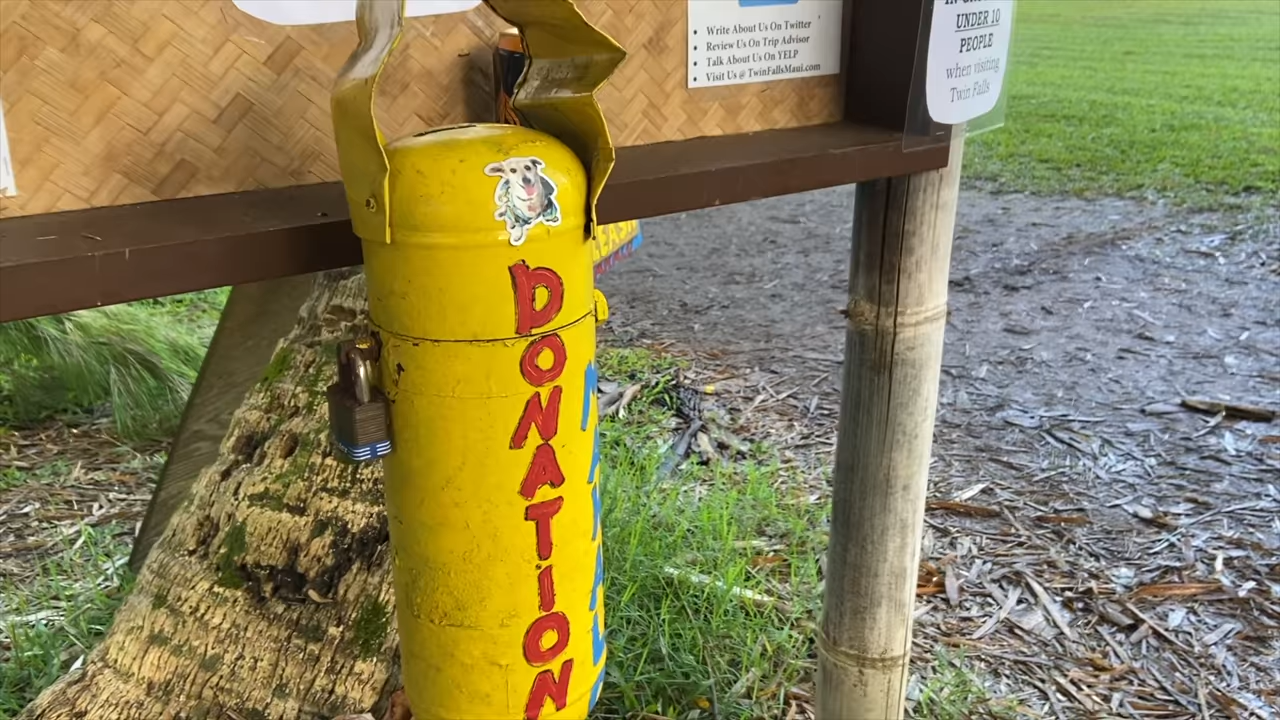 Write About Us On Twitter
Review Us On Trip Advisor
Talk About Us On YELP
Visit Us @ TwinFallsMaui.com
UNDER 10
PEOPLE
when visiting
Twin Falls
LEASH
DONATION